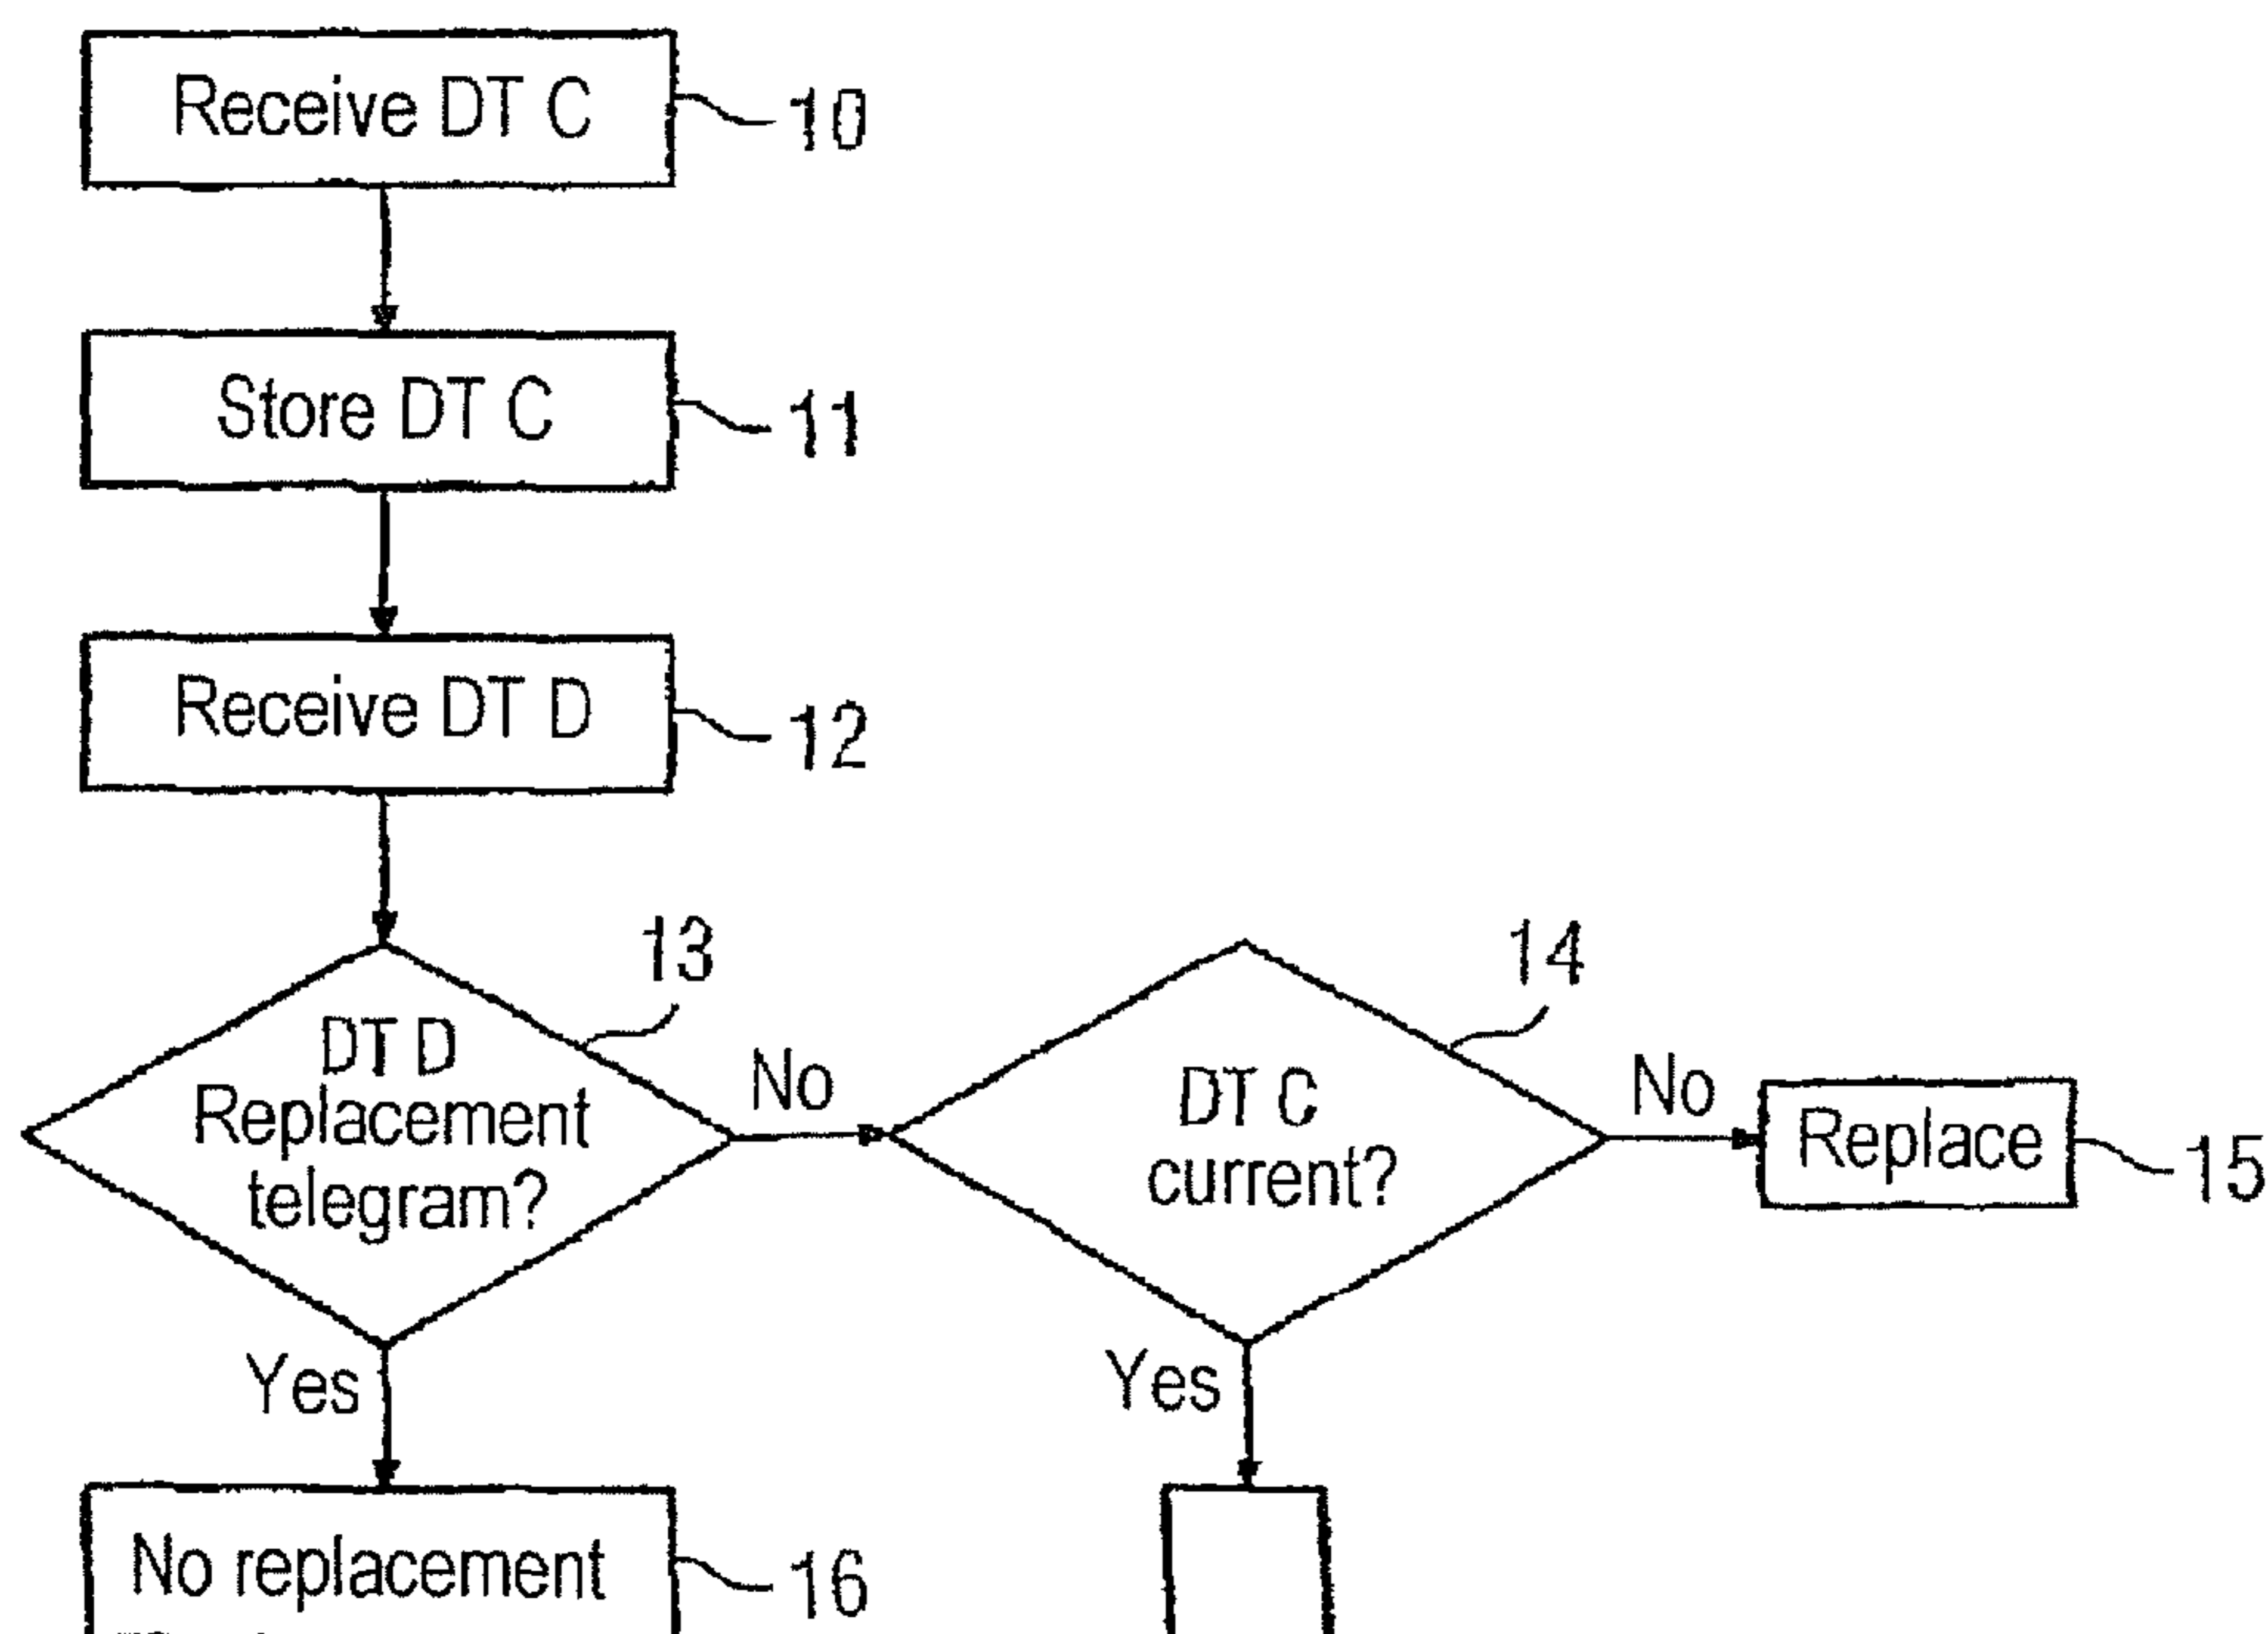 Receive DT C
10
Store DT C
11
Receive DT D
12
13
DT D
Replacement
telegram?
No
Yes
14
DT C
current?
No
Yes
Replace
15
No replacement
16